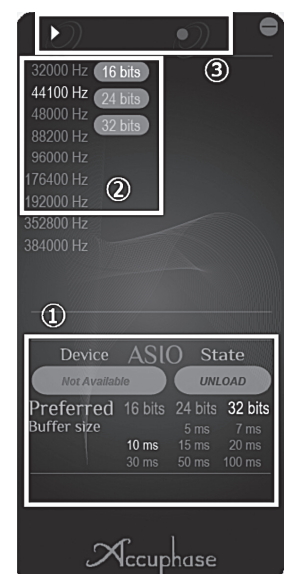 ③
32000 Hz 16 bits
44100 Hz 24 bits
48000 Hz 32 bits
88200 Hz
96000 Hz
176400 Hz
192000 Hz ②
352800 Hz
384000 Hz
①
Device ASIO State
Not Available UNLOAD
Preferred 16 bits 24 bits 32 bits
Buffer size 5 ms 7 ms
10 ms 15 ms 20 ms
30 ms 50 ms 100 ms
Accuphase